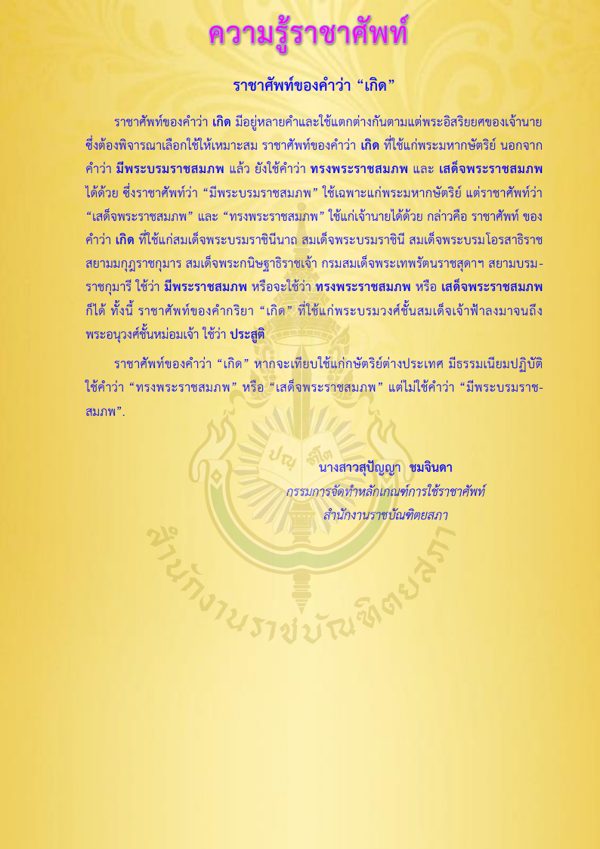 ความรู้ราชาศัพท์
ราชาศัพท์ของคำว่า “เกิด”
ราชาศัพท์ของคำว่า เกิด มีอยู่หลายคำและใช้แตกต่างกันตามแต่พระอิสริยยศของเจ้านาย
ซึ่งต้องพิจารณาเลือกใช้ให้เหมาะสม ราชาศัพท์ของคำว่า เกิด ที่ใช้แก่พระมหากษัตริย์ นอกจาก
คำว่า มีพระบรมราชสมภพ แล้ว ยังใช้คำว่า ทรงพระราชสมภพ และ เสด็จพระราชสมภพ
ได้ด้วย ซึ่งราชาศัพท์ว่า “มีพระบรมราชสมภพ” ใช้เฉพาะแก่พระมหากษัตริย์ แต่ราชาศัพท์ว่า
“เสด็จพระราชสมภพ” และ “ทรงพระราชสมภพ” ใช้แก่เจ้านายได้ด้วย กล่าวคือ ราชาศัพท์ ของ
คำว่า เกิด ที่ใช้แก่สมเด็จพระบรมราชินีนาถ สมเด็จพระบรมราชินี สมเด็จพระบรมโอรสาธิราช
สยามมกุฎราชกุมาร สมเด็จพระกนิษฐาธิราชเจ้า กรมสมเด็จพระเทพรัตนราชสุดาฯ สยามบรม-
ราชกุมารี ใช้ว่า มีพระราชสมภพ หรือจะใช้ว่า ทรงพระราชสมภพ หรือ เสด็จพระราชสมภพ
ก็ได้ ทั้งนี้ ราชาศัพท์ของคำกริยา “เกิด” ที่ใช้แก่พระบรมวงศ์ชั้นสมเด็จเจ้าฟ้าลงมาจนถึง
พระอนุวงศ์ชั้นหม่อมเจ้า ใช้ว่า ประสูติ
ราชาศัพท์ของคำว่า “เกิด” หากจะเทียบใช้แก่กษัตริย์ต่างประเทศ มีธรรมเนียมปฏิบัติ
ใช้คำว่า “ทรงพระราชสมภพ” หรือ “เสด็จพระราชสมภพ” แต่ไม่ใช้คำว่า “มีพระบรมราช-
สมภพ”.
ปณฺฑิโต
นางสาวสุปัญญา ชมจินดา
กรรมการจัดทำหลักเกณฑ์การใช้ราชาศัพท์
สำนักงานราชบัณฑิตยสภา
สำนักงานราชบัณฑิตยสภา